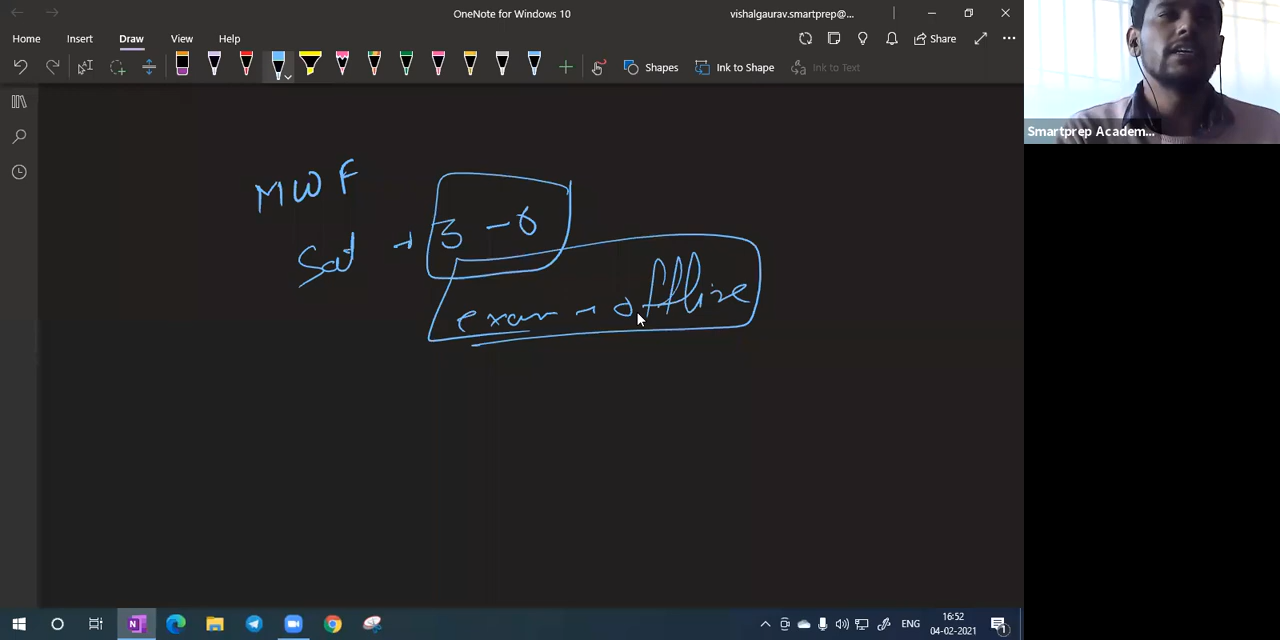 OneNote for Windows 10
vishalgaurav.smartprep@...
Home Insert Draw View Help
Share
Shapes Ink to Shape Ink to Text
Smartprep Academ...
MWF
Sat → 3 - 6
exam → offline
ENG
16:52
04-02-2021
1